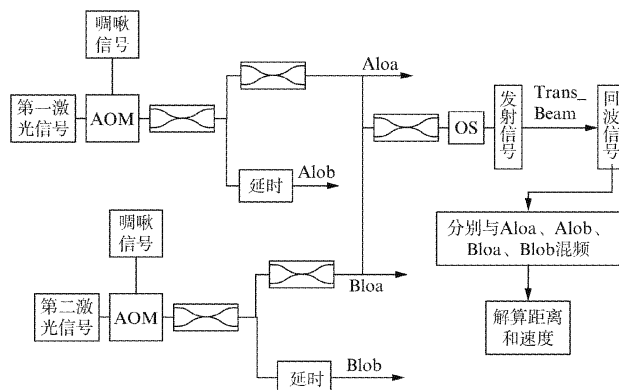 啁啾
信号
第一激
光信号
AOM
Aloa
延时
Alob
OS
发射信号
Trans_
Beam
回波信号
分别与Aloa、Alob、
Bloa、Blob混频
解算距离
和速度
啁啾
信号
第二激
光信号
AOM
Bloa
延时
Blob